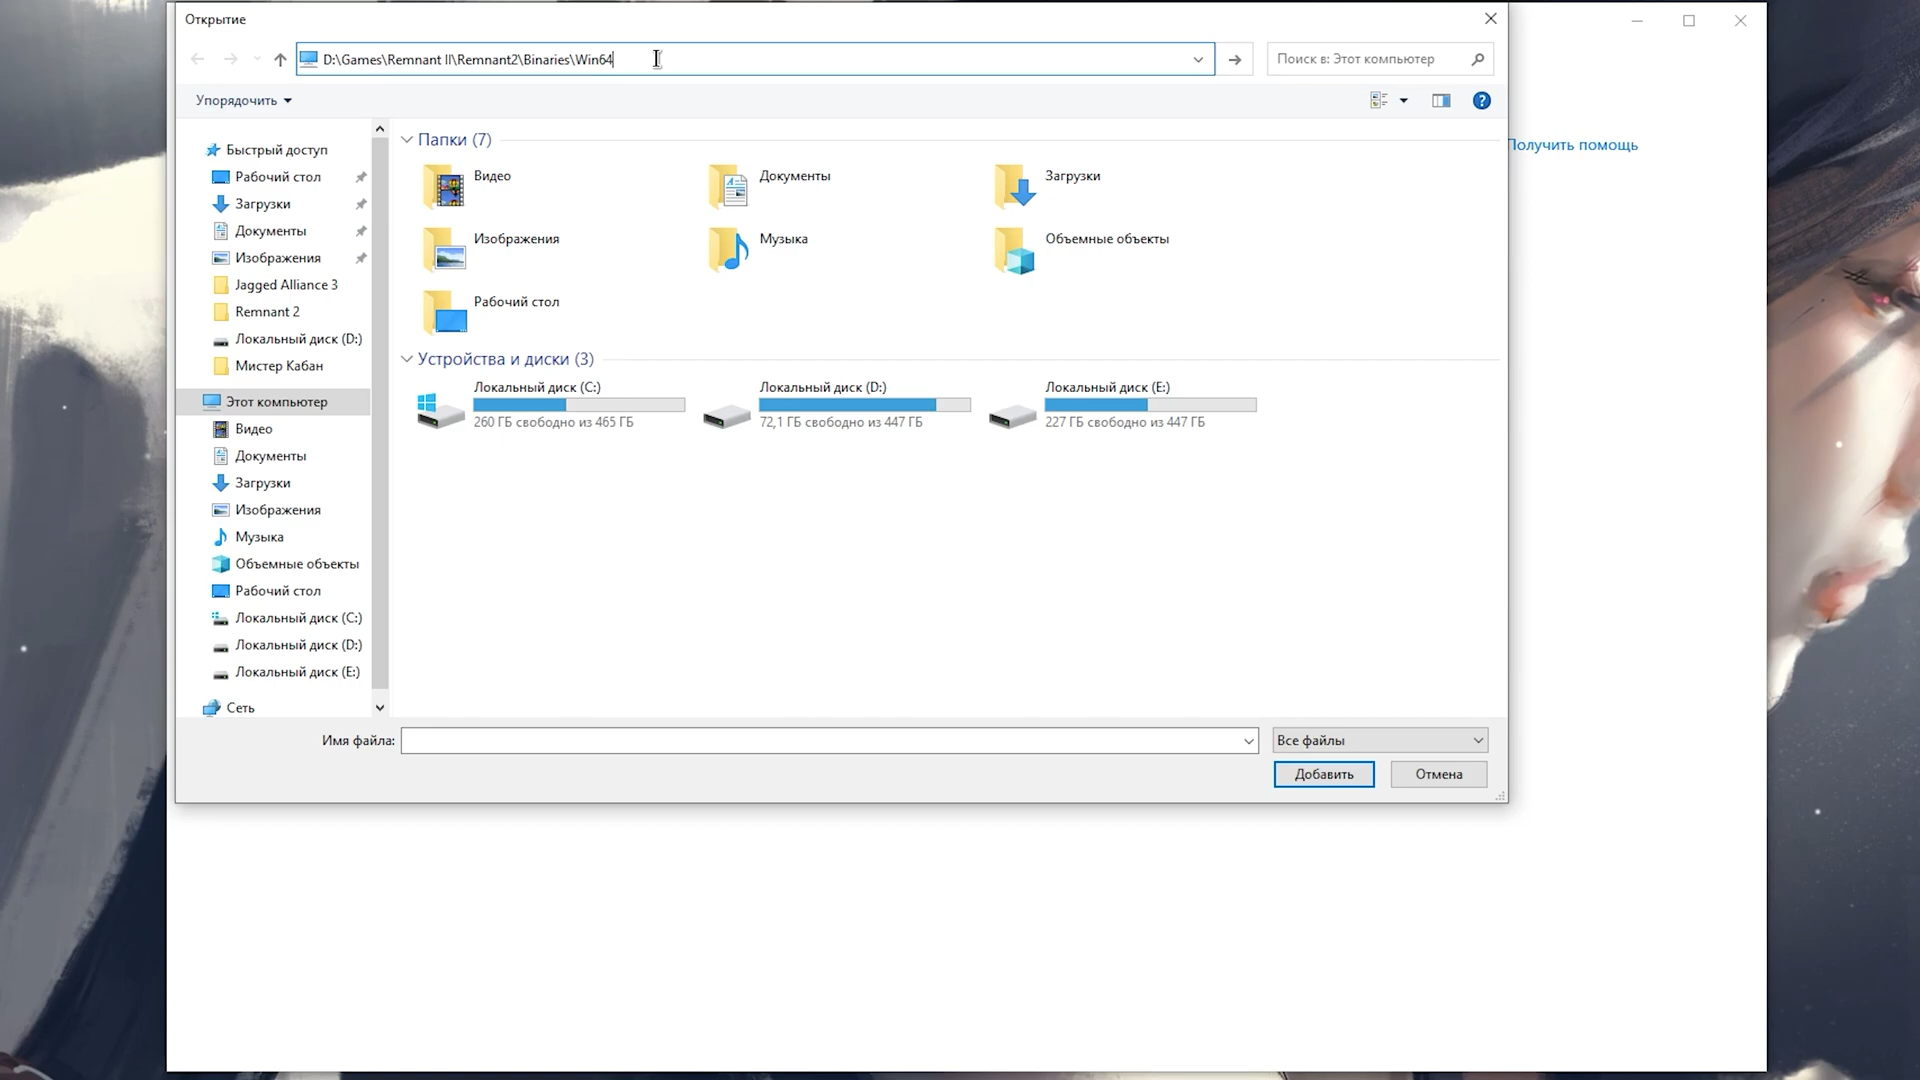 Открытие
D:\Games\Remnant II\Remnant2\Binaries\Win64
Поиск в: Этот компьютер
Упорядочить
Получить помощь
Быстрый доступ
Рабочий стол
Загрузки
Документы
Изображения
Jagged Alliance 3
Remnant 2
Локальный диск (D:)
Мистер Кабан
Этот компьютер
Видео
Документы
Загрузки
Изображения
Музыка
Объемные объекты
Рабочий стол
Локальный диск (C:)
Локальный диск (D:)
Локальный диск (E:)
Сеть
Папки (7)
Видео
Документы
Загрузки
Изображения
Музыка
Объемные объекты
Рабочий стол
Устройства и диски (3)
Локальный диск (C:)
260 ГБ свободно из 465 ГБ
Локальный диск (D:)
72,1 ГБ свободно из 447 ГБ
Локальный диск (E:)
227 ГБ свободно из 447 ГБ
Имя файла:
Все файлы
Добавить
Отмена